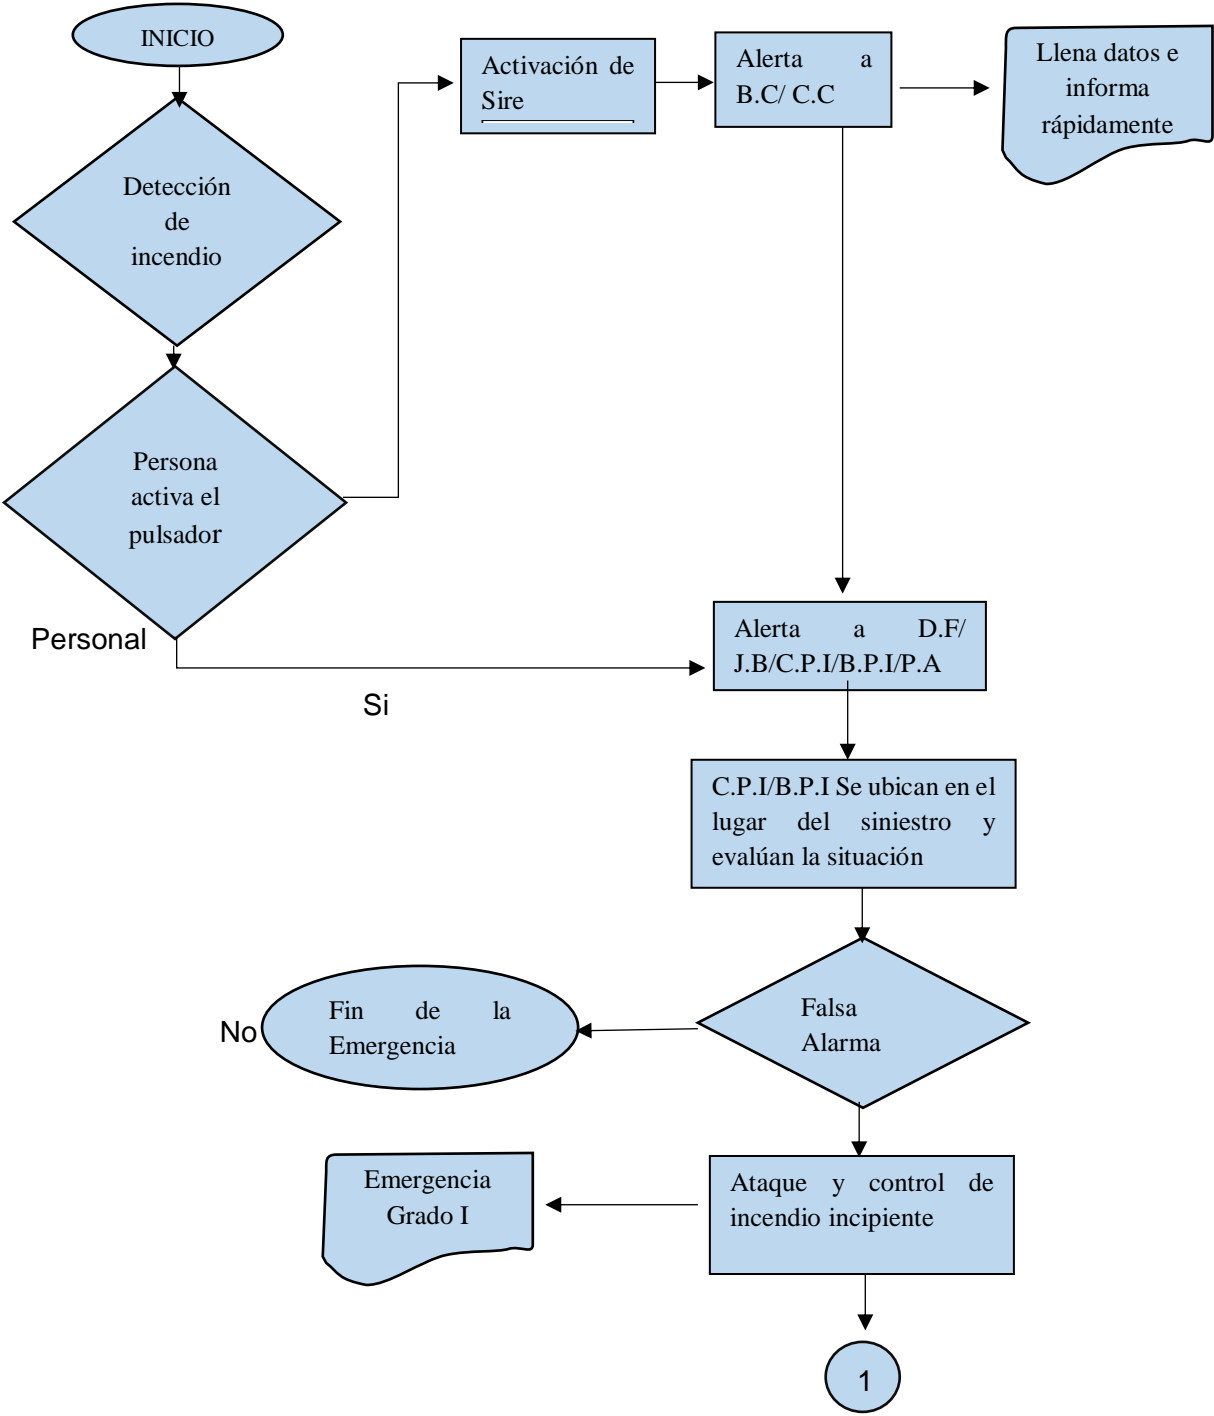 INICIO
Activación de
Sire
Alerta a
B.C/ C.C
Llena datos e
informa
rápidamente
Detección
de
incendio
Persona
activa el
pulsador
Personal
Si
Alerta a D.F/
J.B/C.P.I/B.P.I/P.A
C.P.I/B.P.I Se ubican en el
lugar del siniestro y
evalúan la situación
Falsa
Alarma
No
Fin de la
Emergencia
Ataque y control de
incendio incipiente
Emergencia
Grado I
1